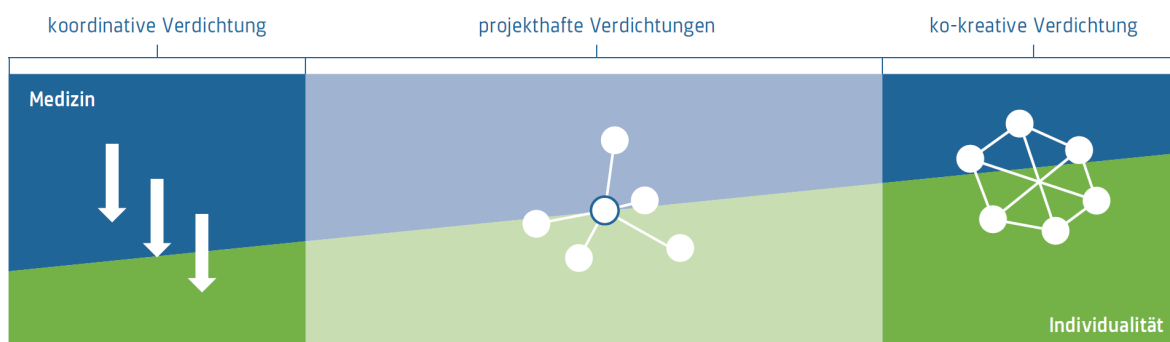 koordinative Verdichtung
projekthafte Verdichtungen
ko-kreative Verdichtung
Medizin
Individualität